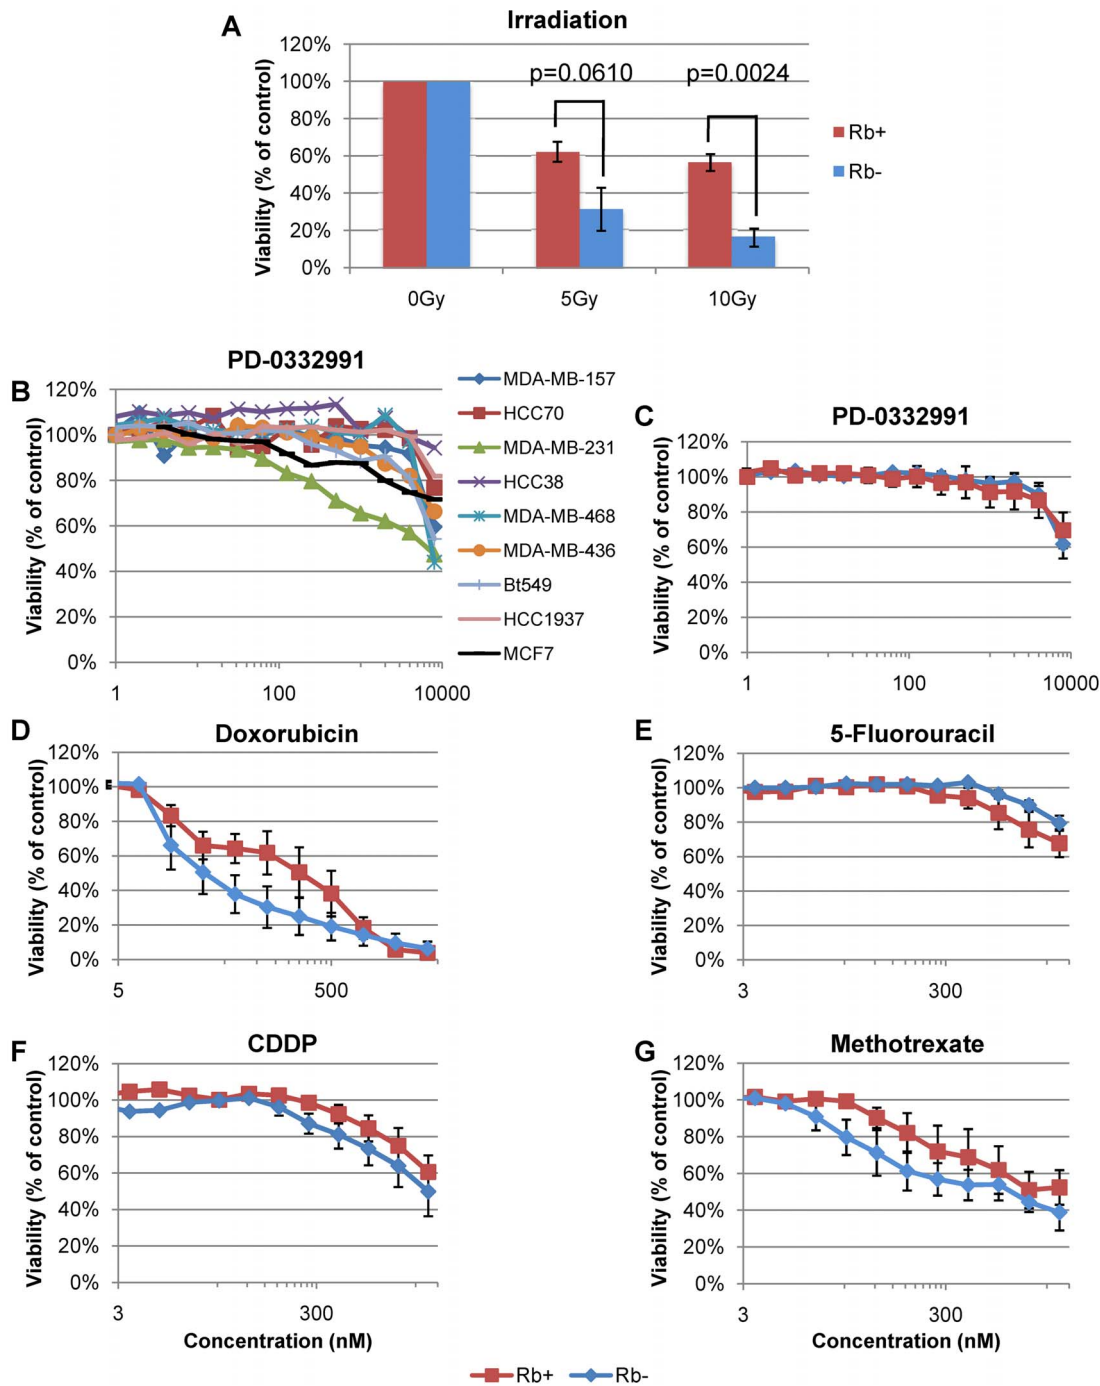 A
Irradiation
Viability (% of control)
120%
100%
80%
60%
40%
20%
0%
p=0.0610
p=0.0024
0Gy
5Gy
10Gy
Rb+
Rb-
B
PD-0332991
Viability (% of control)
120%
100%
80%
60%
40%
20%
0%
1
100
10000
MDA-MB-157
HCC70
MDA-MB-231
HCC38
MDA-MB-468
MDA-MB-436
Bt549
HCC1937
MCF7
C
PD-0332991
Viability (% of control)
120%
100%
80%
60%
40%
20%
0%
1
100
10000
D
Doxorubicin
Viability (% of control)
120%
100%
80%
60%
40%
20%
0%
5
500
E
5-Fluorouracil
Viability (% of control)
120%
100%
80%
60%
40%
20%
0%
3
300
F
CDDP
Viability (% of control)
120%
100%
80%
60%
40%
20%
0%
3
300
Concentration (nM)
G
Methotrexate
Viability (% of control)
120%
100%
80%
60%
40%
20%
0%
3
300
Concentration (nM)
Rb+
Rb-